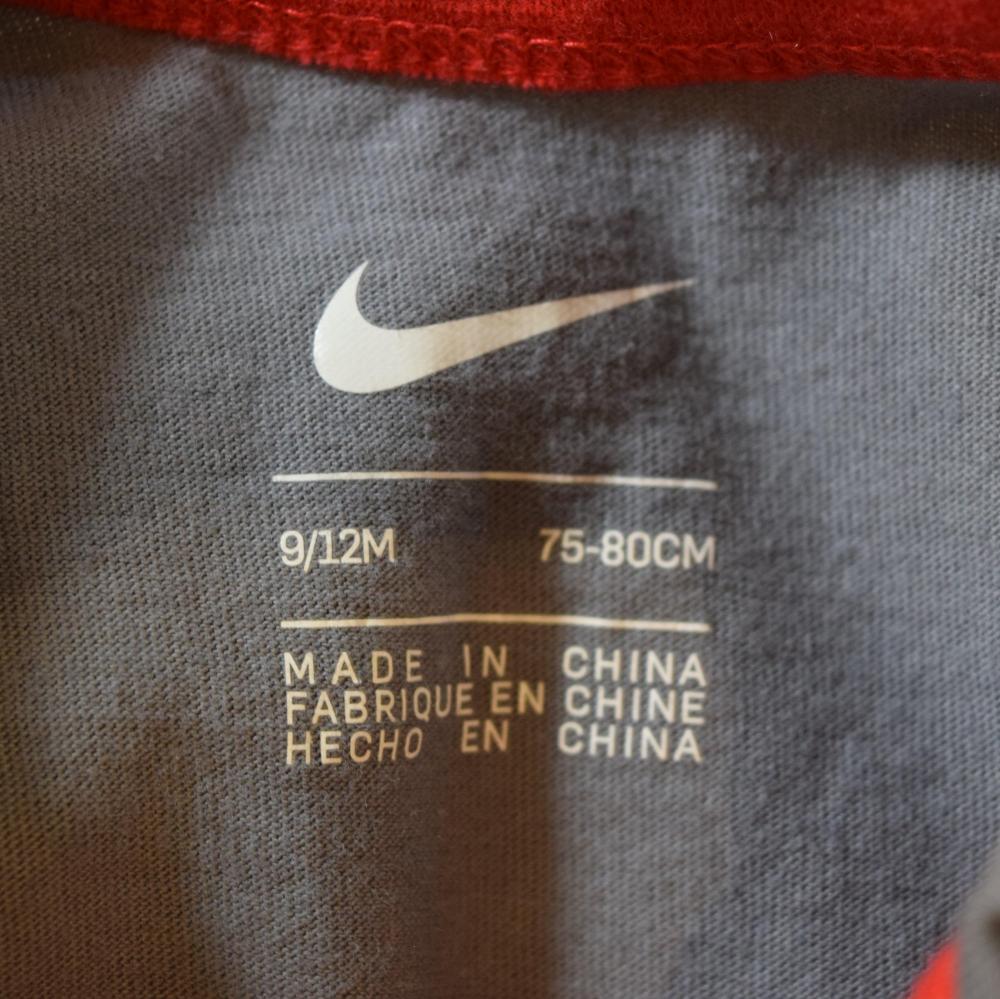 9/12M 75-80CM
MADE IN CHINA
FABRIQUE EN CHINE
HECHO EN CHINA